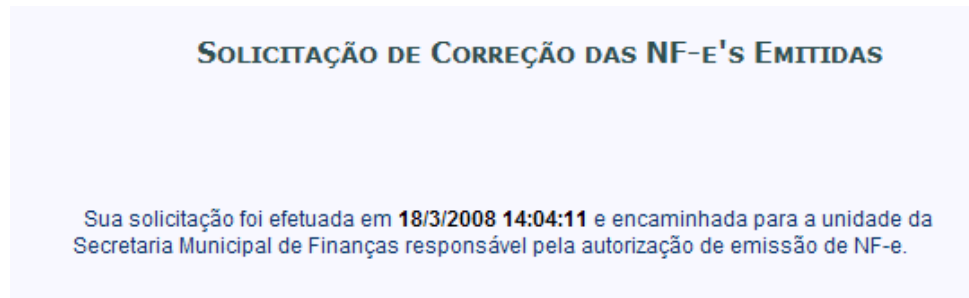 Solicitação de Correção das NF-e's Emitidas
Sua solicitação foi efetuada em 18/3/2008 14:04:11 e encaminhada para a unidade da
Secretaria Municipal de Finanças responsável pela autorização de emissão de NF-e.